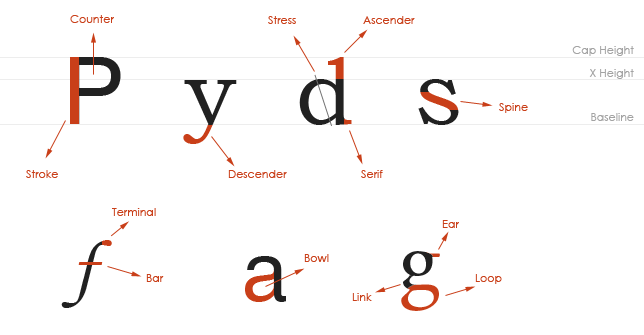 Counter
Stress
Ascender
Cap Height
X Height
Baseline
P y d s
Spine
Stroke
Descender
Serif
Terminal
Bar
f a g
Bowl
Ear
Link
Loop